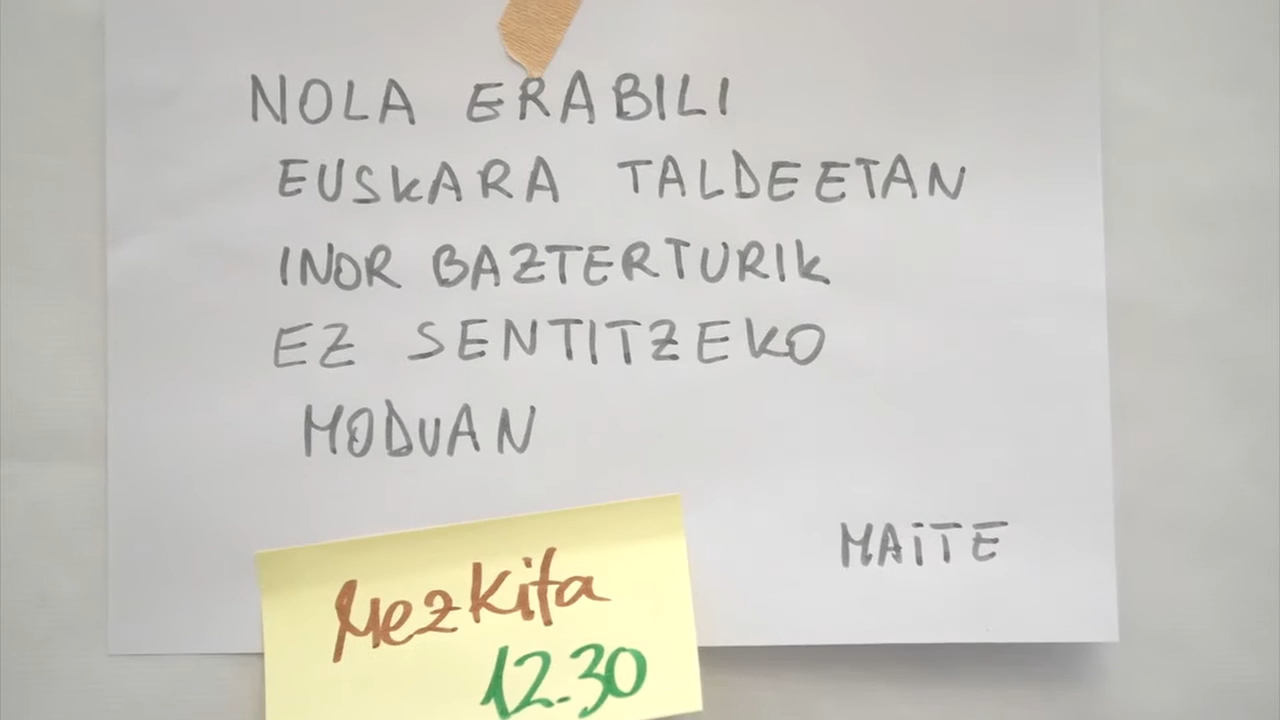 NOLA ERABILI
EUSKARA TALDEETAN
INOR BAZTERTURIK
EZ SENTITZEKO
MODUAN
MAiTE
Mezkita
12.30